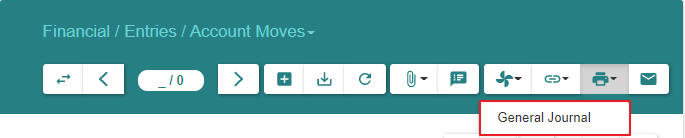 Financial / Entries / Account Moves
_ / 0
General Journal